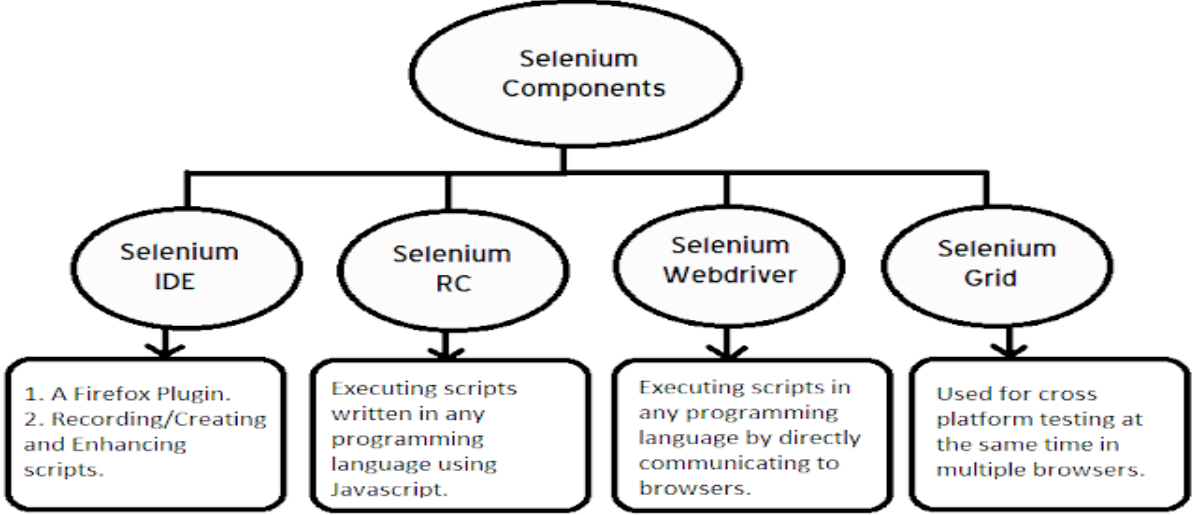 Selenium
Components
Selenium
IDE
Selenium
RC
Selenium
Webdriver
Selenium
Grid
1. A Firefox Plugin.
2. Recording/Creating
and Enhancing
scripts.
Executing scripts
written in any
programming
language using
Javascript.
Executing scripts in
any programming
language by directly
communicating to
browsers.
Used for cross
platform testing at
the same time in
multiple browsers.